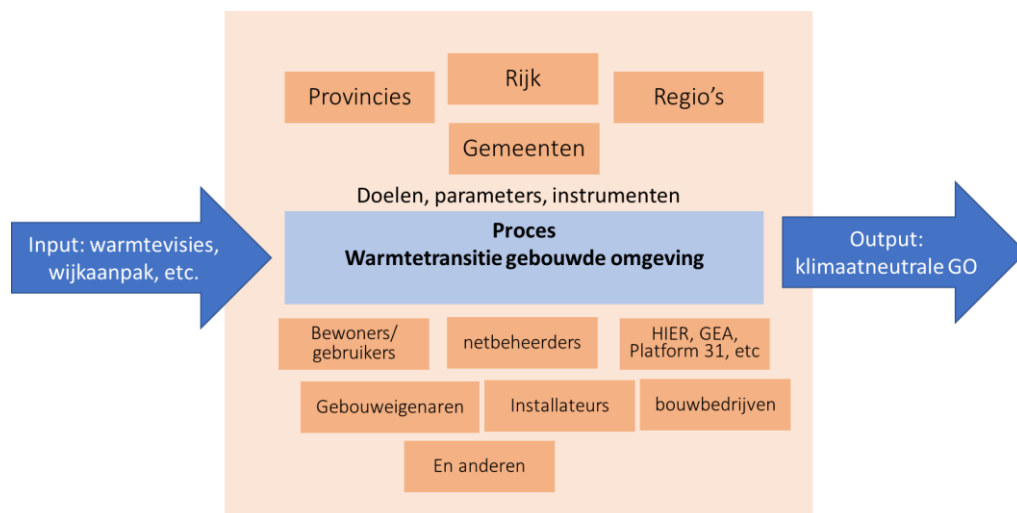 Rijk
Provincies
Regio's
Gemeenten
Doelen, parameters, instrumenten
Input: warmtevisies,
wijkaanpak, etc.
Proces
Warmtetransitie gebouwde omgeving
Output:
klimaatneutrale GO
Bewoners/
gebruikers
netbeheerders
HIER, GEA,
Platform 31, etc
Gebouweigenaren
Installateurs
bouwbedrijven
En anderen